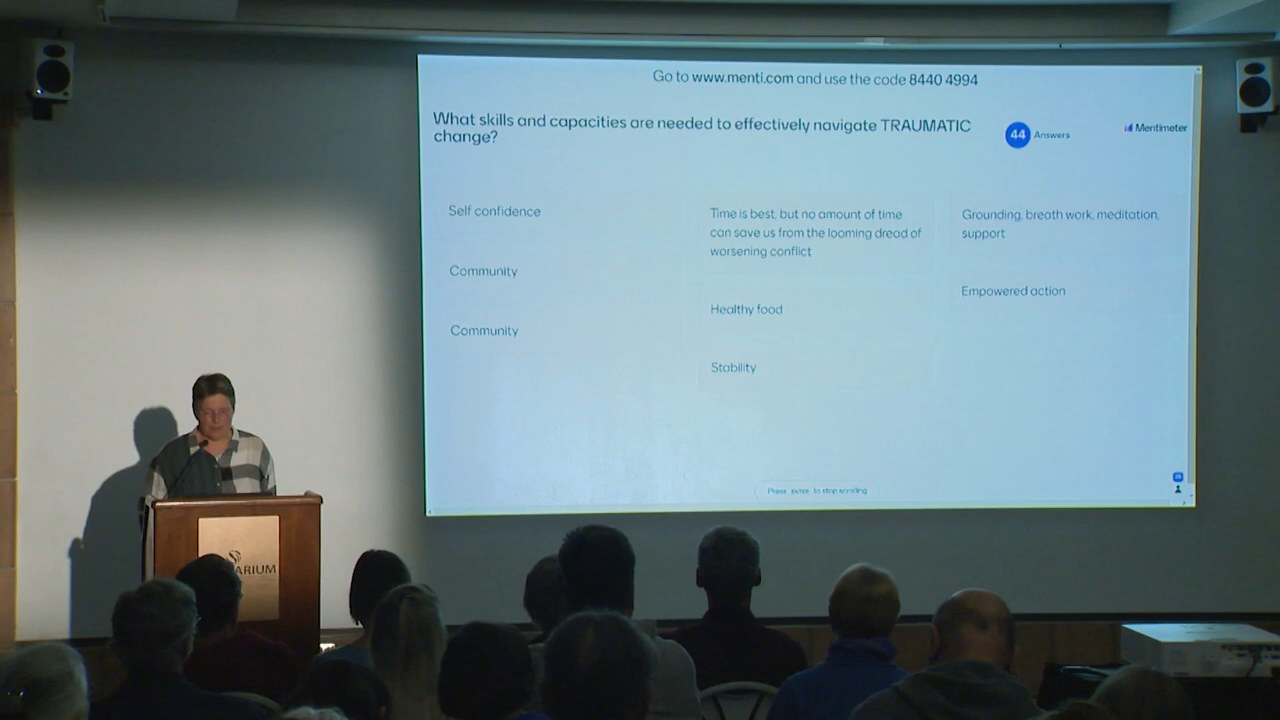 Go to www.menti.com and use the code 8440 4994
What skills and capacities are needed to effectively navigate TRAUMATIC
change?
44 Answers
Mentimeter
Self confidence
Community
Community
Time is best, but no amount of time
can save us from the looming dread of
worsening conflict
Healthy food
Stability
Grounding, breath work, meditation,
support
Empowered action
Press to stop scrolling
ARIUM